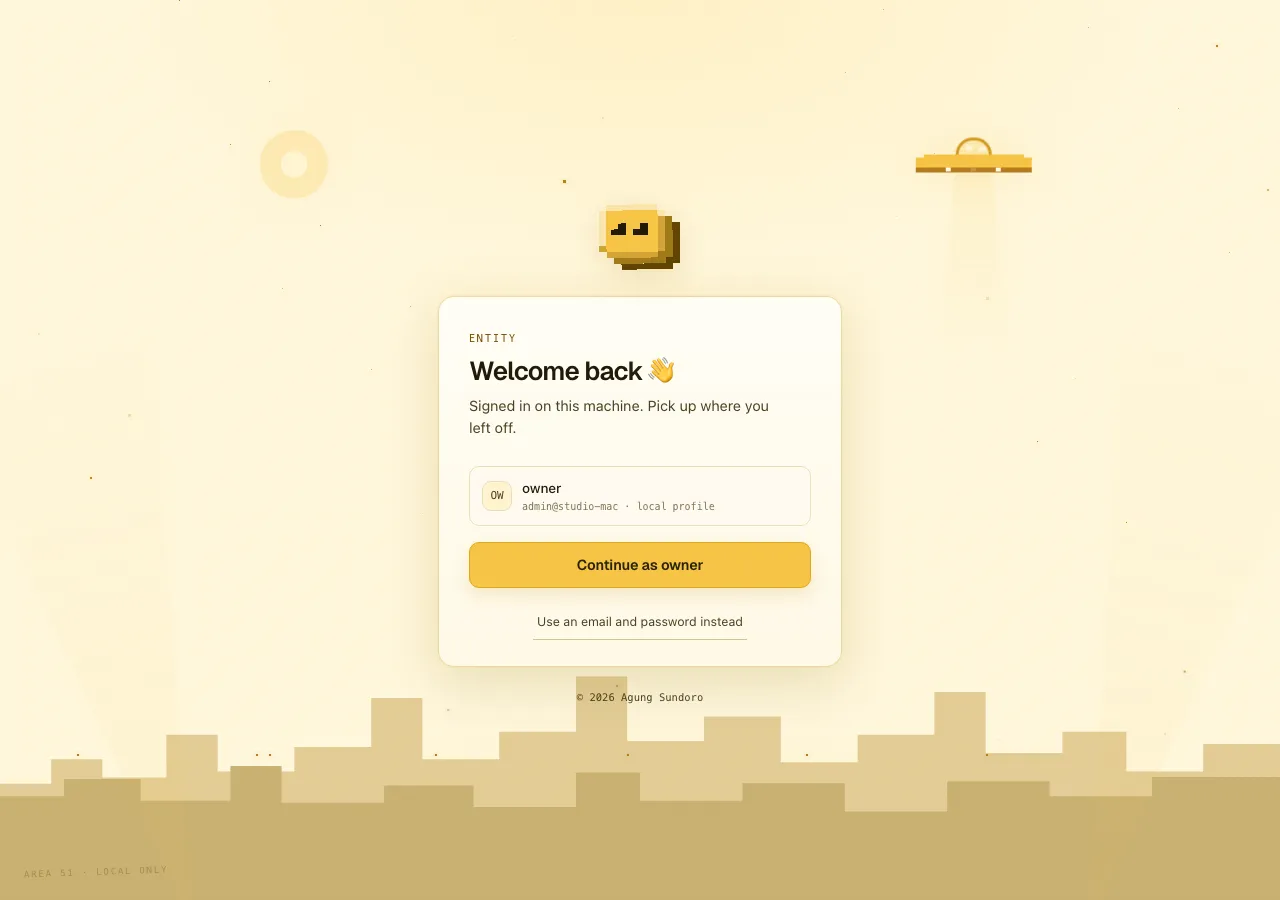 ENTITY
Welcome back 👋
Signed in on this machine. Pick up where you
left off.
OW
owner
admin@studio-mac · local profile
Continue as owner
Use an email and password instead
© 2026 Agung Sundoro
AREA 51 · LOCAL ONLY